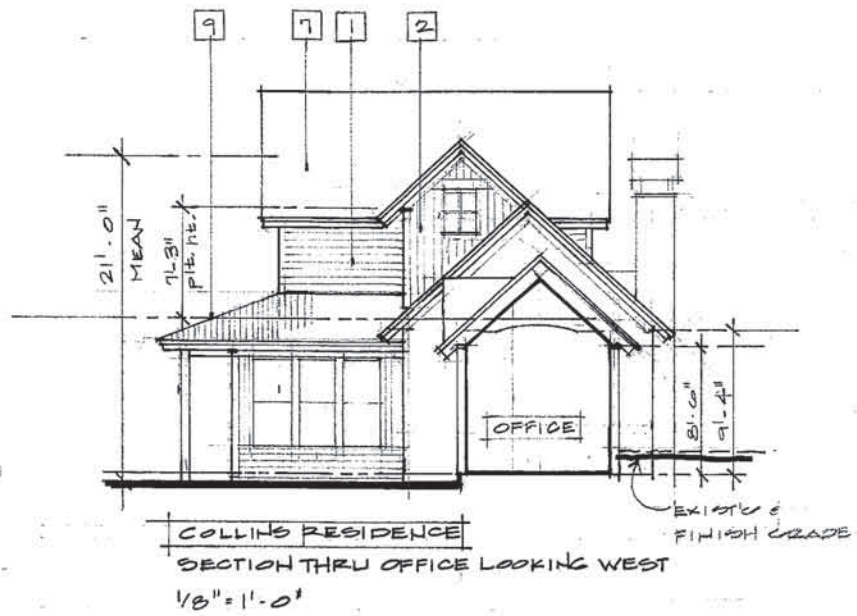 9 7 1 2
21'-0"
MEAN
7'-3"
plt. ht.
OFFICE
8'-6"
9'-4"
EXIST'G &
FINISH GRADE
COLLINS RESIDENCE
SECTION THRU OFFICE LOOKING WEST
1/8" = 1'-0"